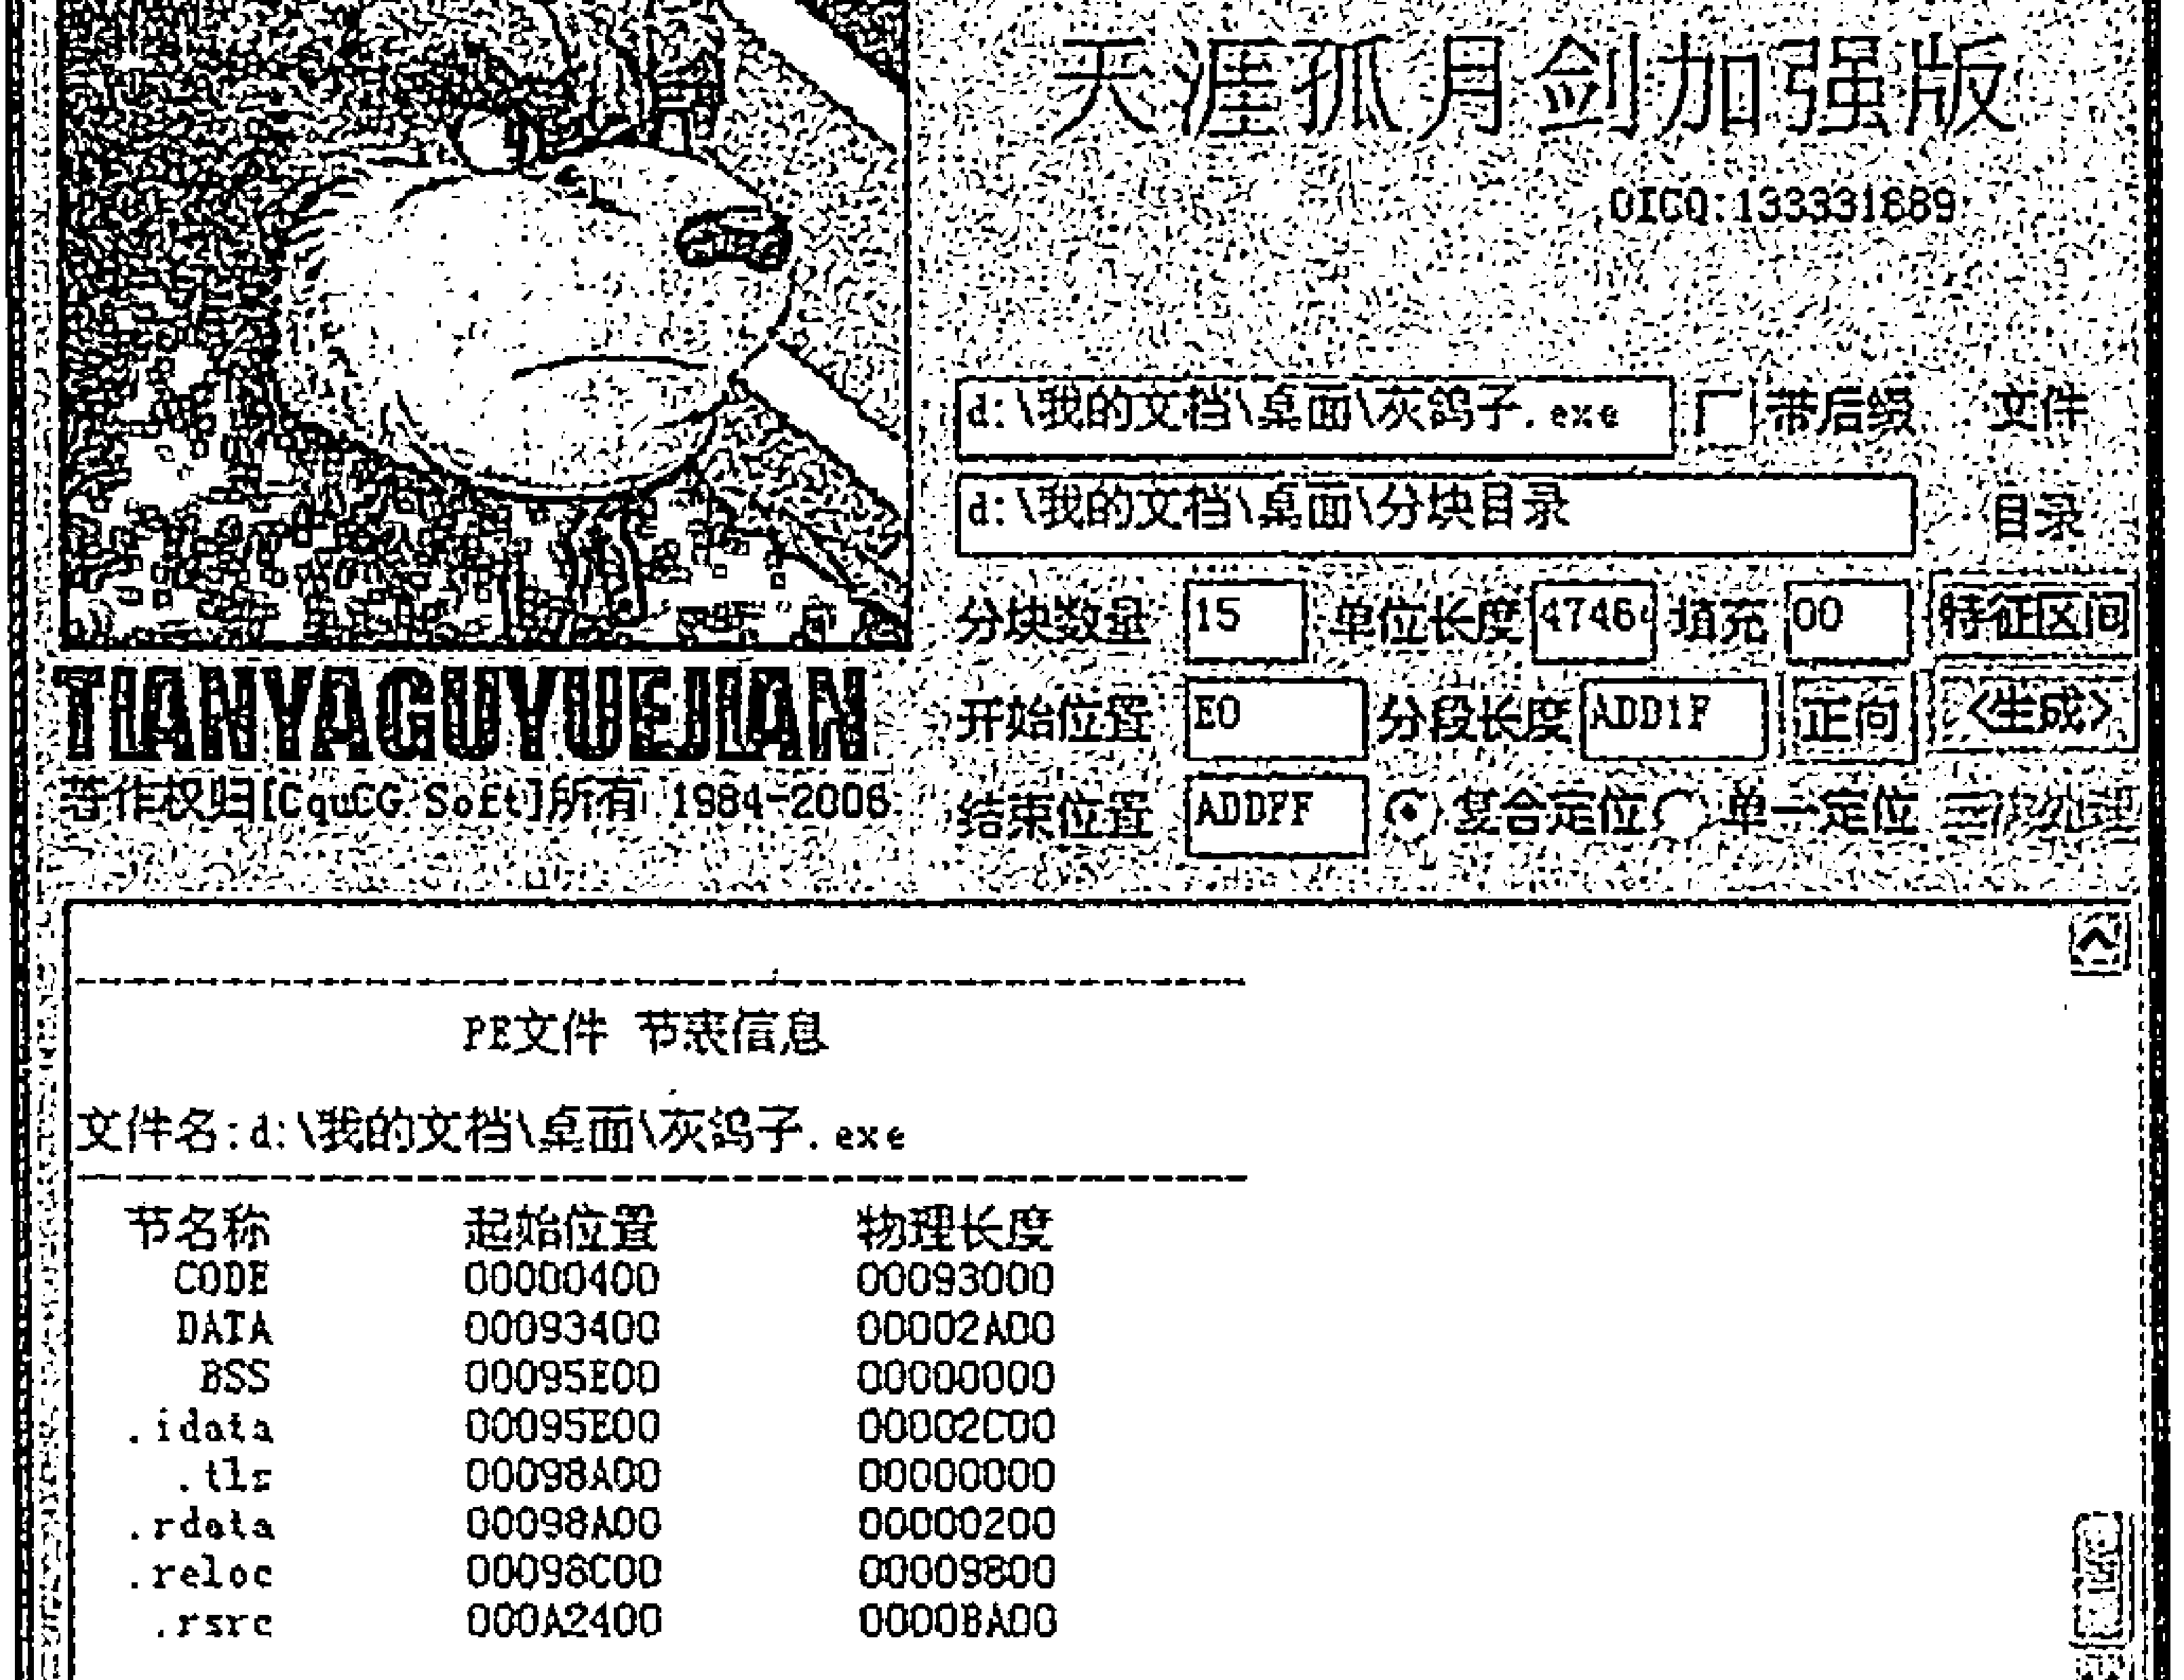 天涯孤月剑加强版
OICQ:133331689
d:\我的文档\桌面\灰鸽子.exe 带后缀 文件
d:\我的文档\桌面\分块目录 目录
分块数量 15 单位长度 4746 填充 00 特征区间
TIANYAGUYUEJIAN
开始位置 E0 分段长度 ADD1F 正向 <生成>
著作权归[CquCG Soft]所有 1984-2006
结束位置 ADDFF 复合定位 单一定位 二次处理
PE文件 节表信息
文件名:d:\我的文档\桌面\灰鸽子.exe
节名称 起始位置 物理长度
CODE 00000400 00093000
DATA 00093400 00002A00
BSS 00095E00 00000000
.idata 00095E00 00002C00
.tls 00098A00 00000000
.rdata 00098A00 00000200
.reloc 00098C00 00009800
.rsrc 000A2400 0000BA00